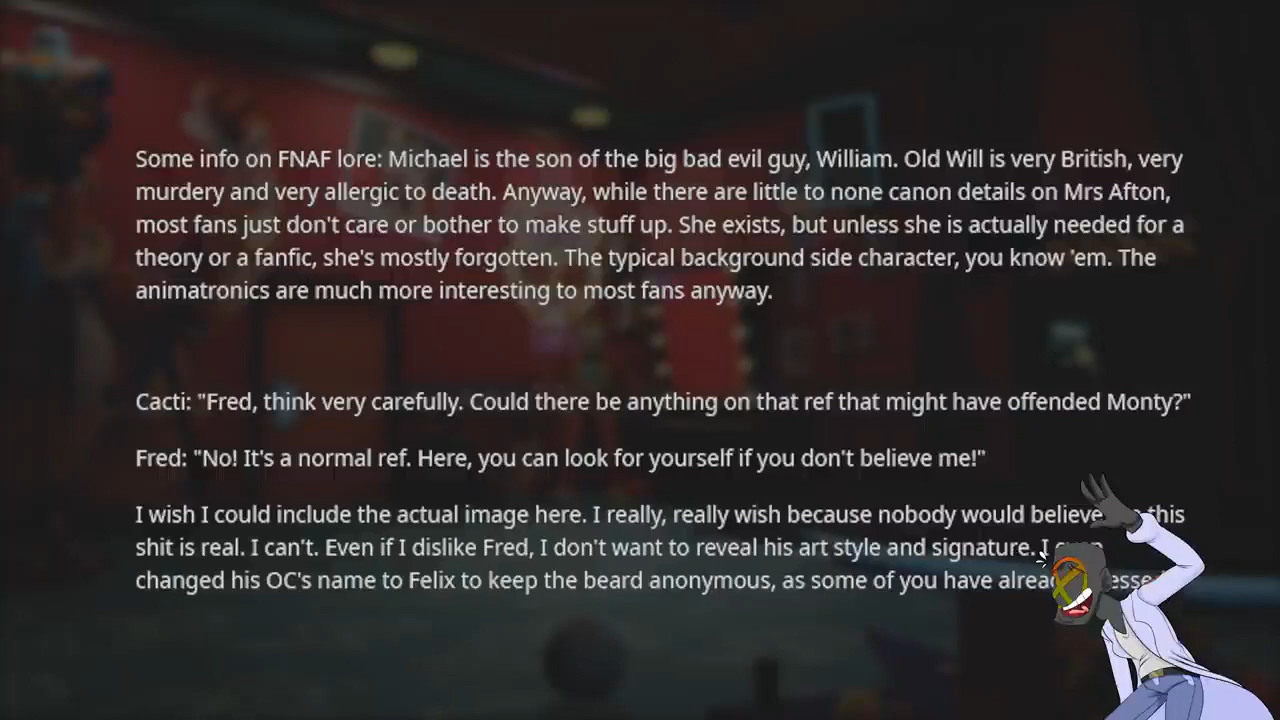 Some info on FNAF lore: Michael is the son of the big bad evil guy, William. Old Will is very British, very
murdery and very allergic to death. Anyway, while there are little to none canon details on Mrs Afton,
most fans just don't care or bother to make stuff up. She exists, but unless she is actually needed for a
theory or a fanfic, she's mostly forgotten. The typical background side character, you know 'em. The
animatronics are much more interesting to most fans anyway.
Cacti: "Fred, think very carefully. Could there be anything on that ref that might have offended Monty?"
Fred: "No! It's a normal ref. Here, you can look for yourself if you don't believe me!"
I wish I could include the actual image here. I really, really wish because nobody would believe this
shit is real. I can't. Even if I dislike Fred, I don't want to reveal his art style and signature. I
changed his OC's name to Felix to keep the beard anonymous, as some of you have